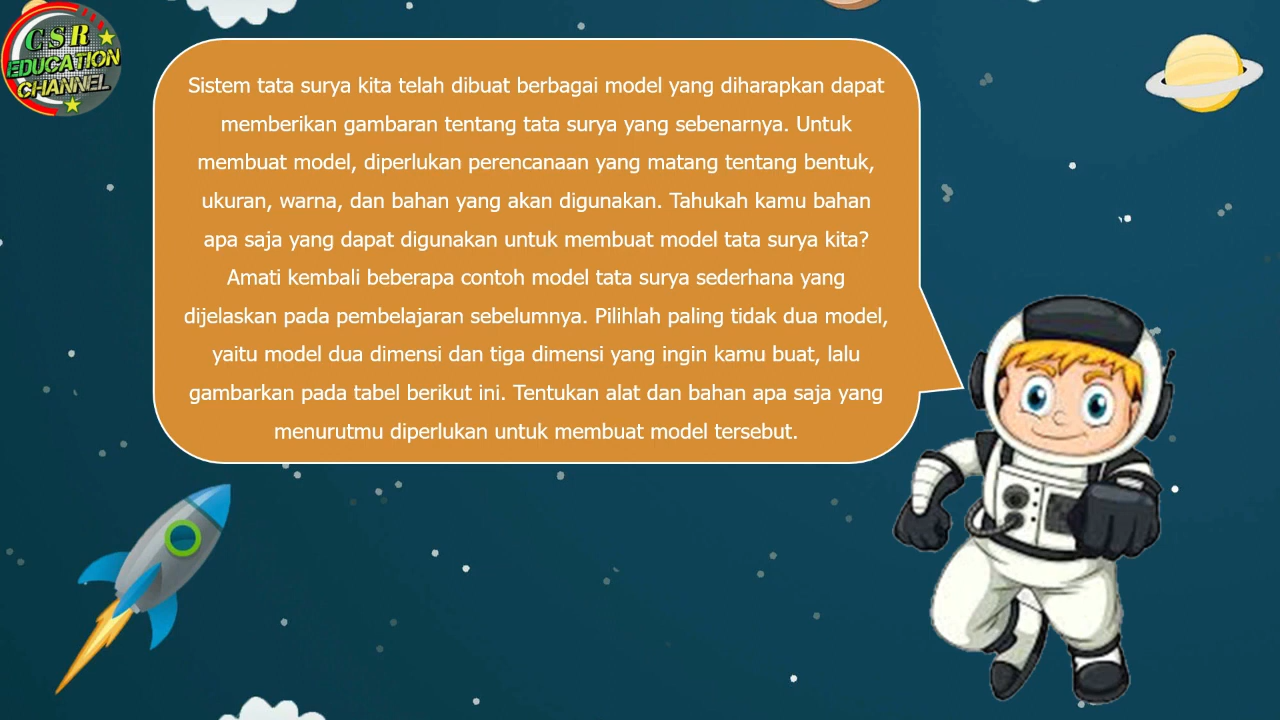 CSR
EDUCATION
CHANNEL
Sistem tata surya kita telah dibuat berbagai model yang diharapkan dapat
memberikan gambaran tentang tata surya yang sebenarnya. Untuk
membuat model, diperlukan perencanaan yang matang tentang bentuk,
ukuran, warna, dan bahan yang akan digunakan. Tahukah kamu bahan
apa saja yang dapat digunakan untuk membuat model tata surya kita?
Amati kembali beberapa contoh model tata surya sederhana yang
dijelaskan pada pembelajaran sebelumnya. Pilihlah paling tidak dua model,
yaitu model dua dimensi dan tiga dimensi yang ingin kamu buat, lalu
gambarkan pada tabel berikut ini. Tentukan alat dan bahan apa saja yang
menurutmu diperlukan untuk membuat model tersebut.